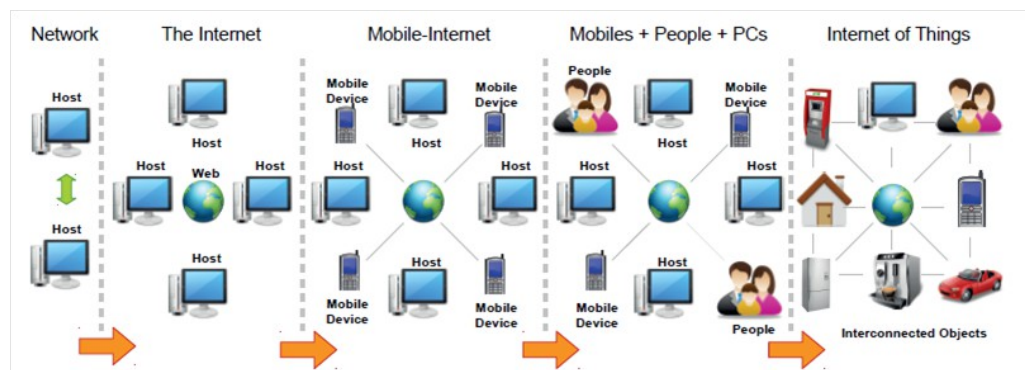 Network
The Internet
Mobile-Internet
Mobiles + People + PCs
Internet of Things
Host
Host
Host
Web
Host
Host
Host
Mobile
Device
Mobile
Device
Host
Host
Host
Host
Mobile
Device
Mobile
Device
People
Mobile
Device
Host
Host
Host
Host
Mobile
Device
People
Interconnected Objects